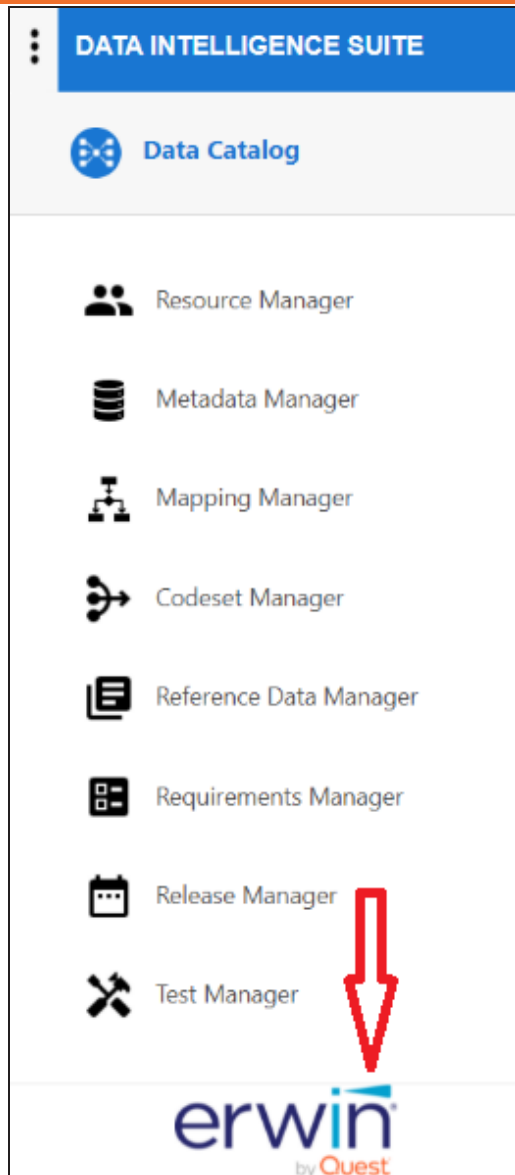 DATA INTELLIGENCE SUITE
Data Catalog
Resource Manager
Metadata Manager
Mapping Manager
Codeset Manager
Reference Data Manager
Requirements Manager
Release Manager
Test Manager
erwin
by Quest